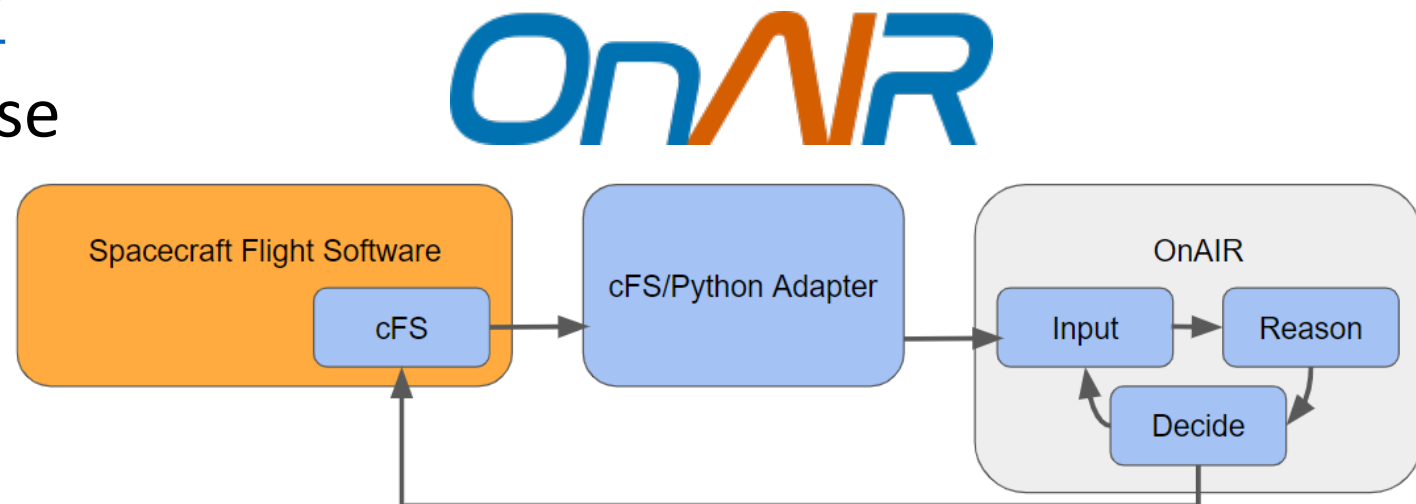 OnAIR
se
Spacecraft Flight Software
OnAIR
cFS/Python Adapter
cFS
Input
Reason
Decide